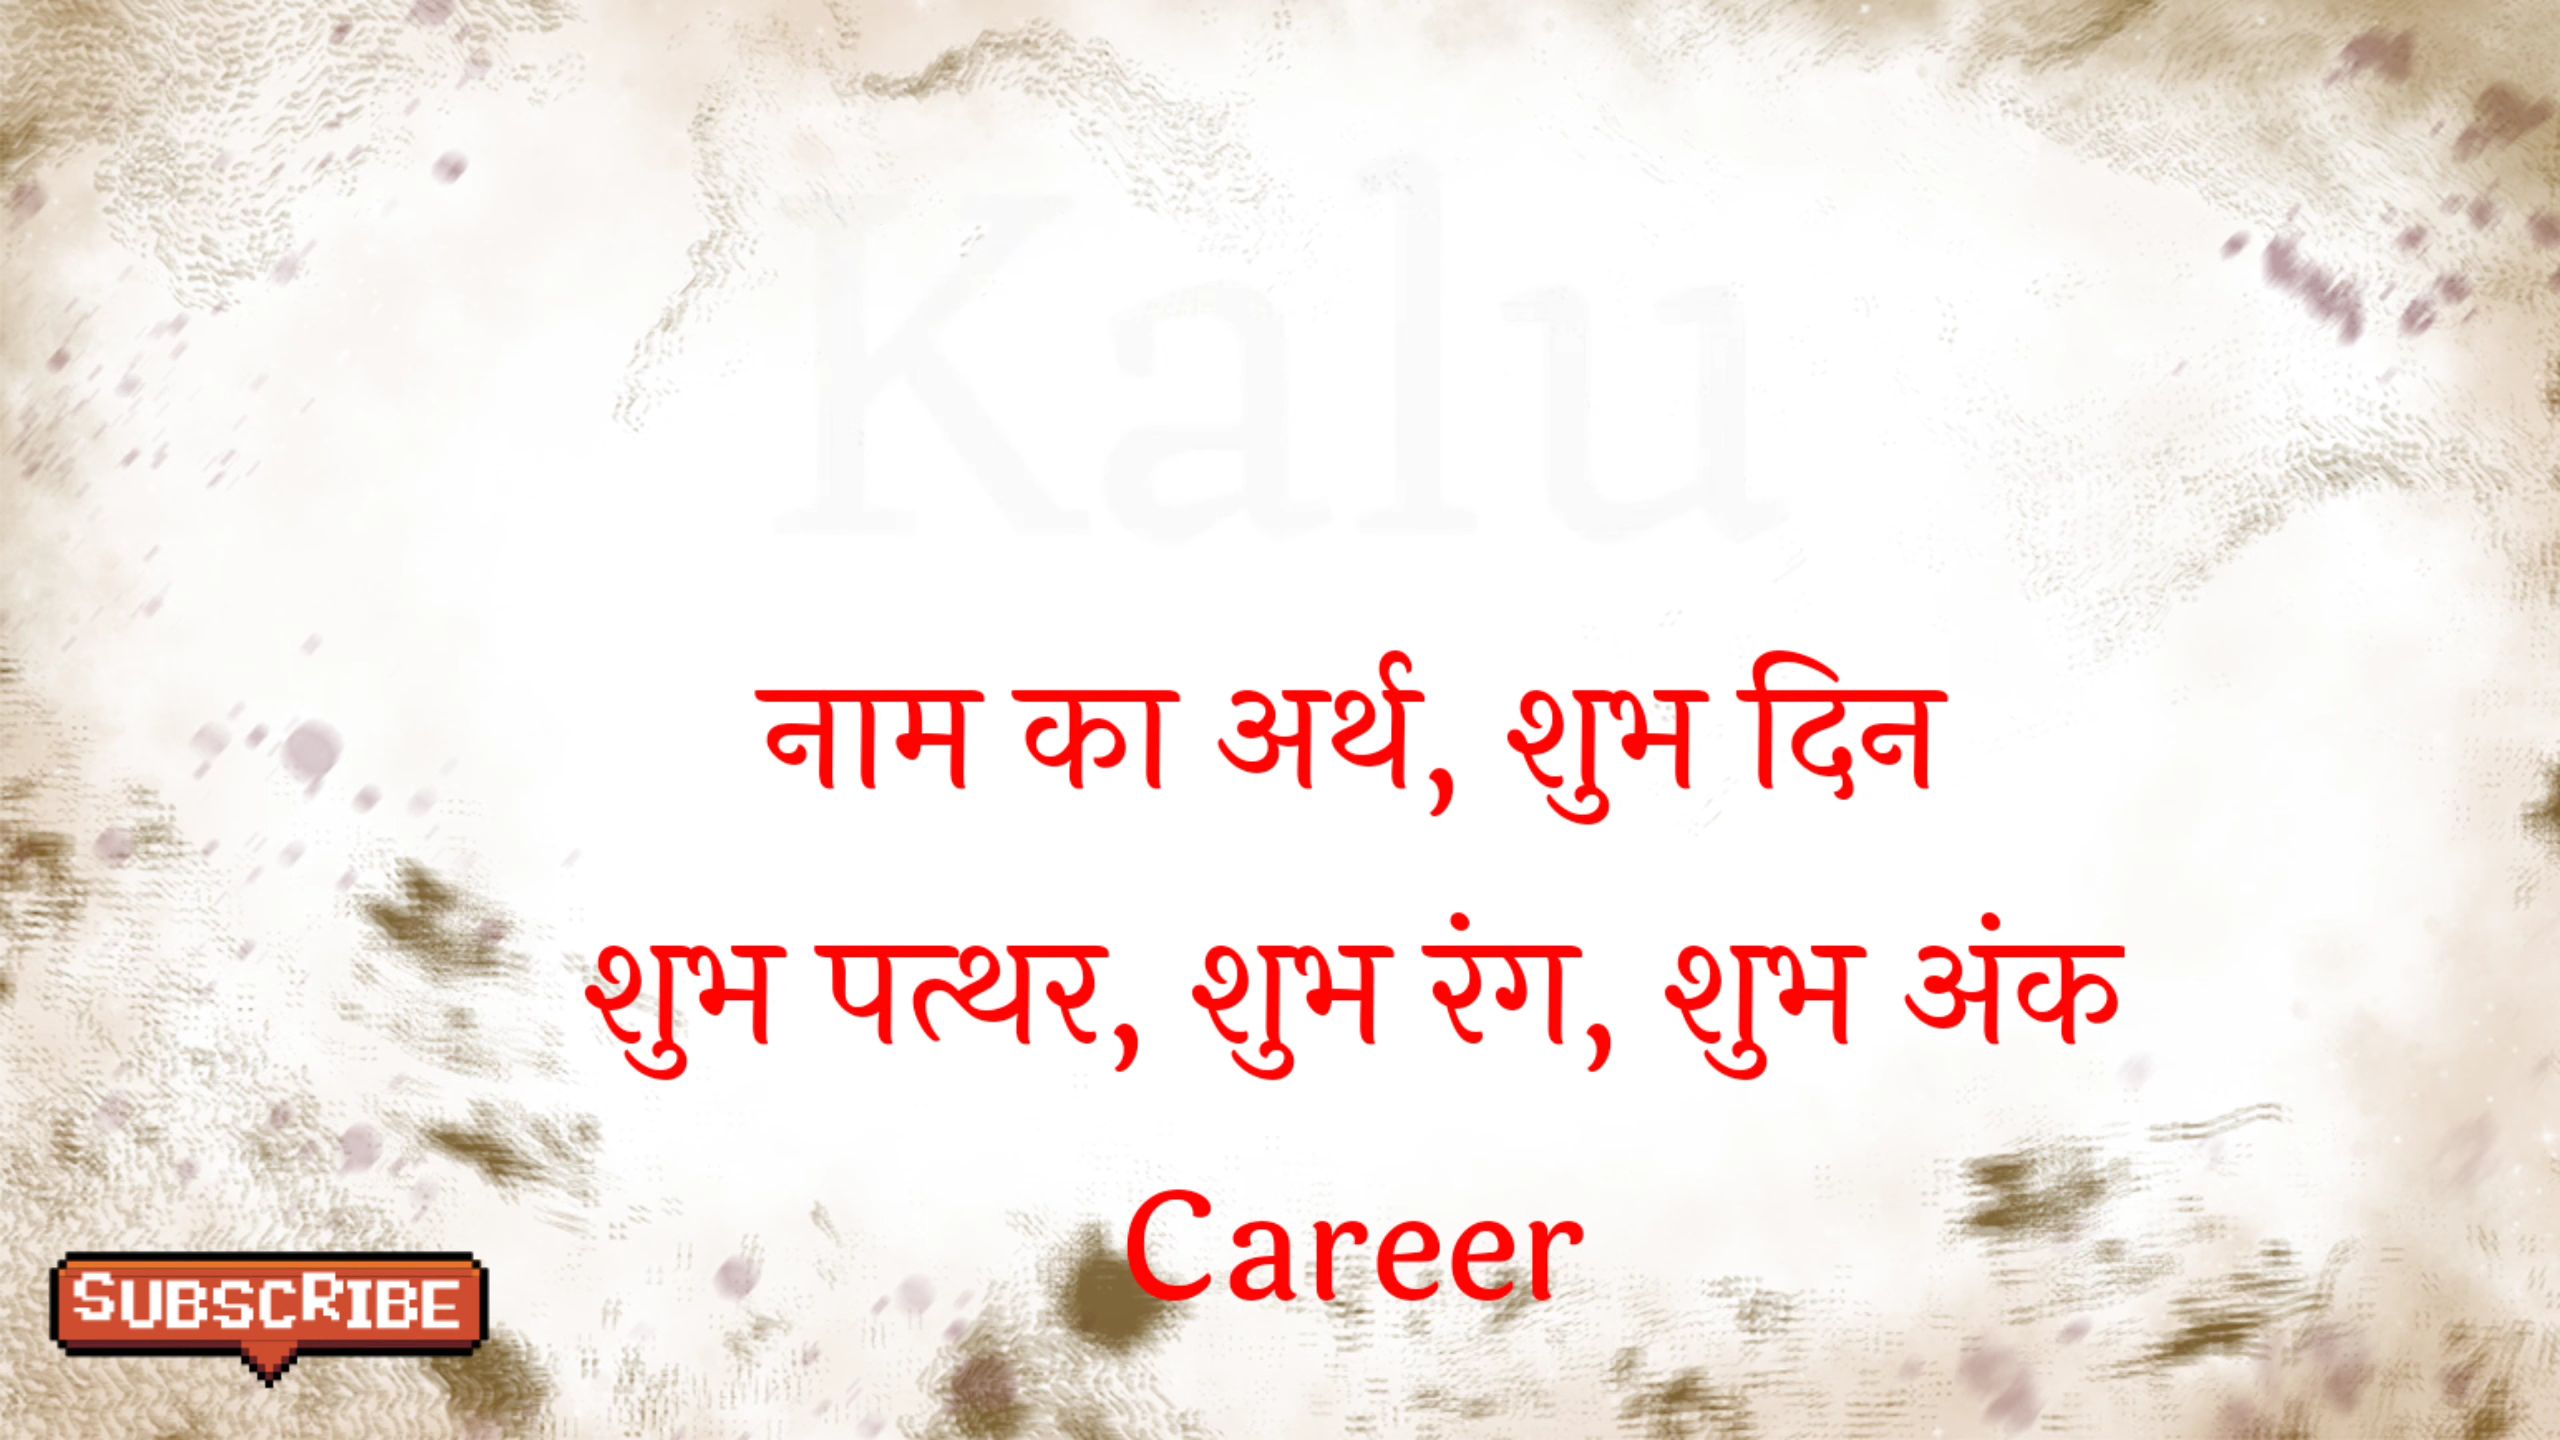 Kalu
नाम का अर्थ, शुभ दिन
शुभ पत्थर, शुभ रंग, शुभ अंक
Career
SUBSCRIBE